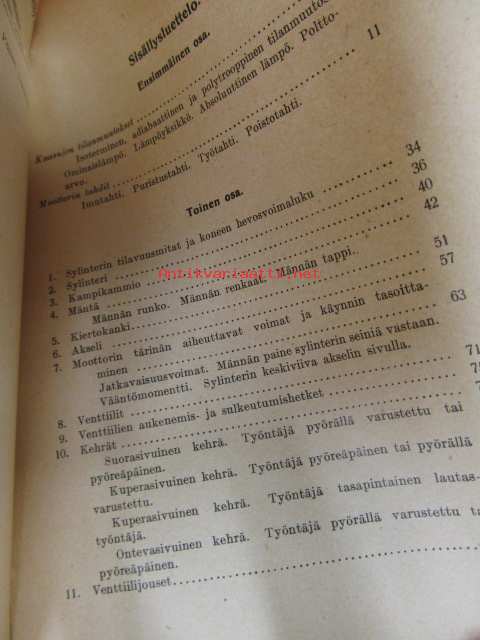 Sisällysluettelo.
Ensimmäinen osa.
Kaasujen tilanmuutokset
Isoterminen, adiabaattinen ja polytrooppinen tilanmuutos.
Ominaislämpö. Lämpöyksikkö. Absoluuttinen lämpö. Poltto-
arvo.
11
Moottorin tahdit
Imutahti. Puristustahti. Työtahti. Poistotahti.
Toinen osa.
1. Sylinterin tilavuusmitat ja koneen hevosvoimaluku 34
2. Sylinteri 36
3. Kampikammio 40
4. Mäntä 42
Männän runko. Männän renkaat. Männän tappi.
5. Kiertokanki 51
6. Akseli 57
7. Moottorin tärinän aiheuttavat voimat ja käynnin tasoitta-
minen 63
Jatkavaisuusvoimat. Männän paine sylinterin seiniä vastaan.
Vääntömomentti. Sylinterin keskiviiva akselin sivulla.
8. Venttiilit 71
9. Venttiilien aukenemis- ja sulkeutumishetket
10. Kehrät
Suorasivuinen kehrä. Työntäjä pyörällä varustettu tai
pyöreäpäinen.
Kuperasivuinen kehrä. Työntäjä pyöreäpäinen tai pyörällä
varustettu.
Kuperasivuinen kehrä. Työntäjä tasapintainen lautas-
työntäjä.
Ontevasivuinen kehrä. Työntäjä pyörällä varustettu ta
pyöreäpäinen.
11. Venttiilijouset
Antikvariaatti.net